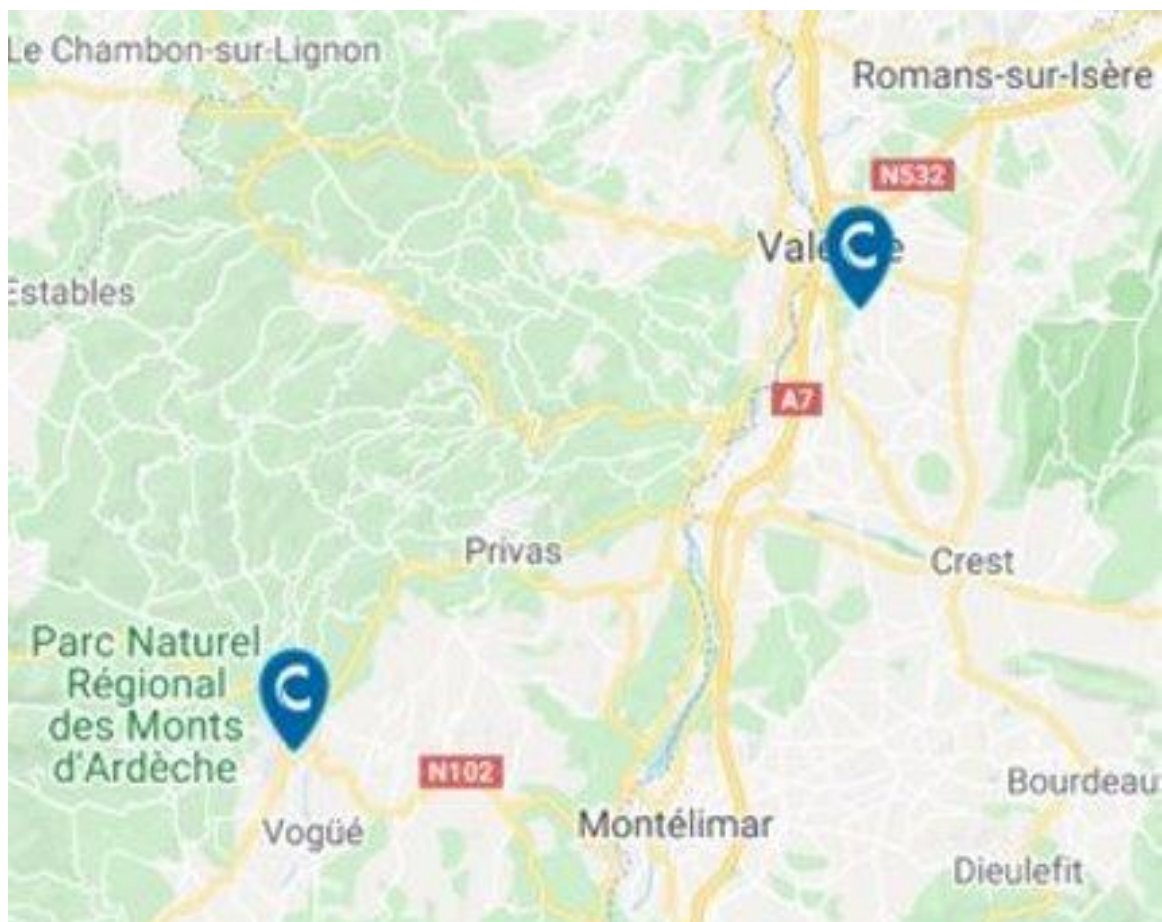 Le Chambon-sur-Lignon
Romans-sur-Isère
N532
C
Estables
A7
Privas
Crest
Parc Naturel
Régional
des Monts
d'Ardèche
C
N102
Bourdeau
Montélimar
Vogüé
Dieulefit